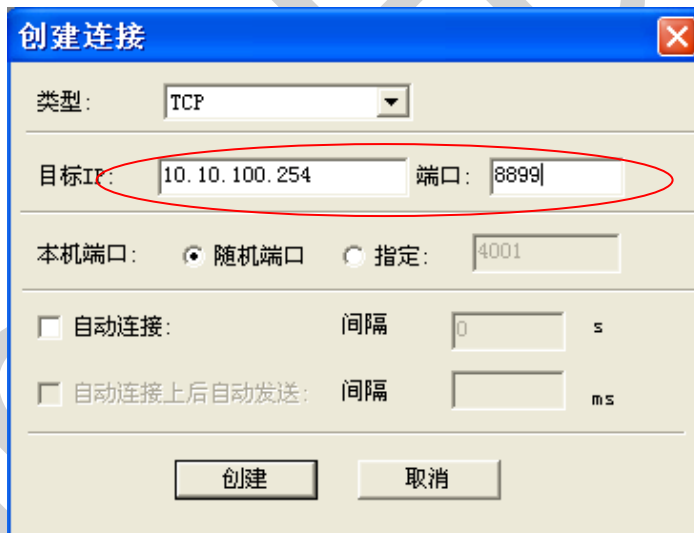 创建连接
类型: TCP
目标IP: 10.10.100.254 端口: 8899
本机端口: 随机端口 指定: 4001
自动连接: 间隔 0 s
自动连接上后自动发送: 间隔 ms
创建 取消